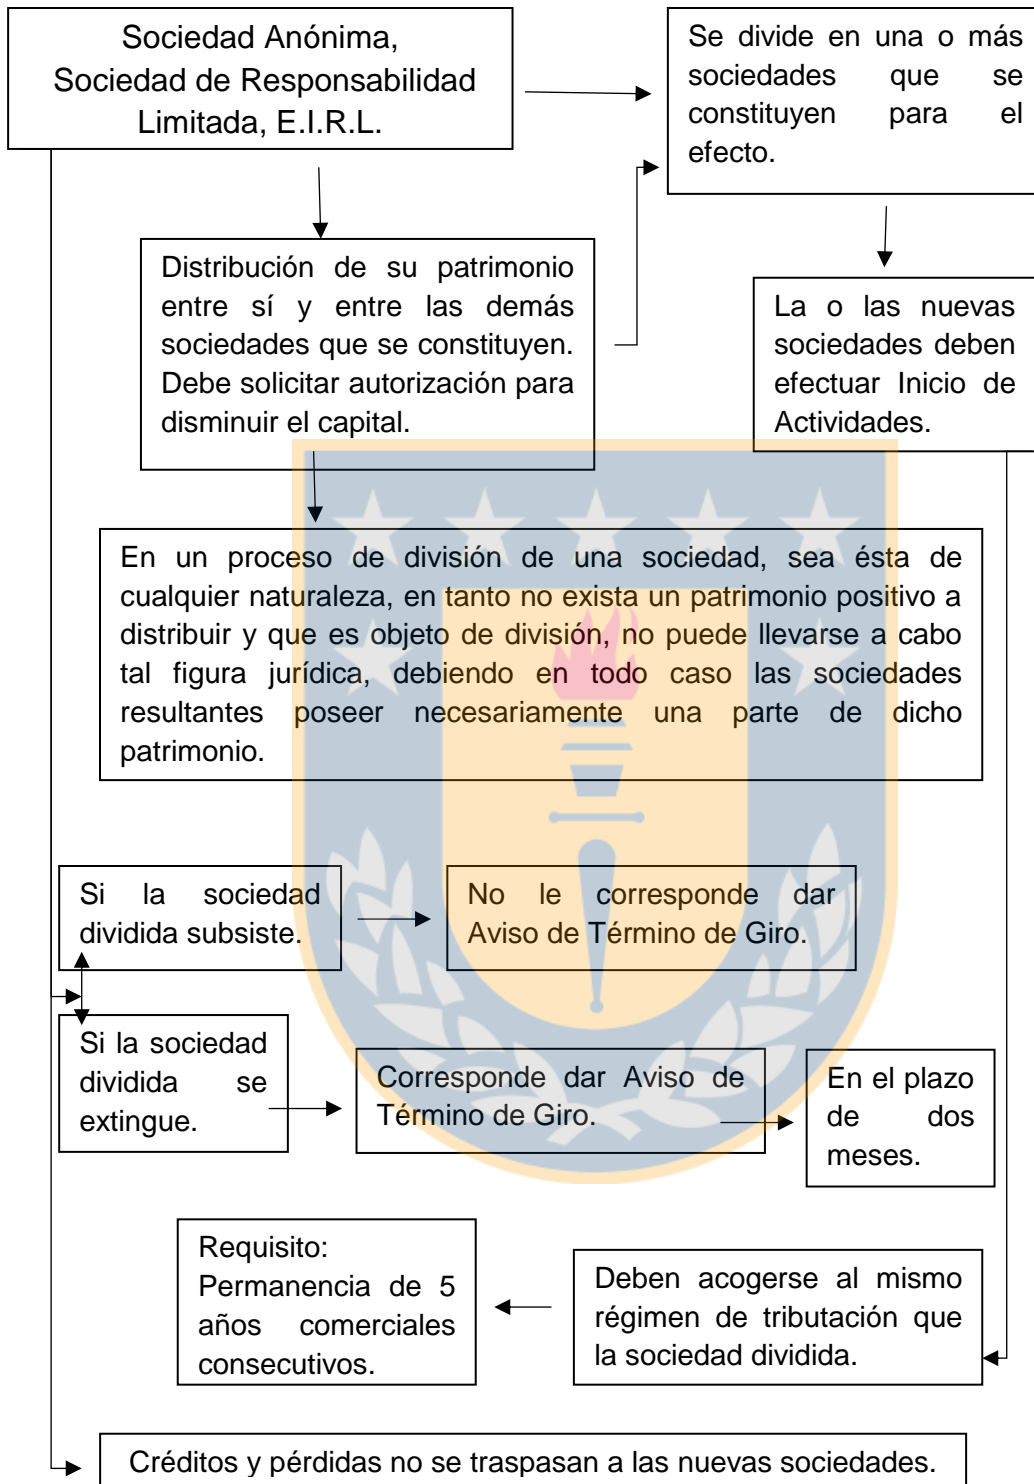 Sociedad Anónima,
Sociedad de Responsabilidad
Limitada, E.I.R.L.
Se divide en una o más
sociedades que se
constituyen para el
efecto.
Distribución de su patrimonio
entre sí y entre las demás
sociedades que se constituyen.
Debe solicitar autorización para
disminuir el capital.
La o las nuevas
sociedades deben
efectuar Inicio de
Actividades.
En un proceso de división de una sociedad, sea ésta de
cualquier naturaleza, en tanto no exista un patrimonio positivo a
distribuir y que es objeto de división, no puede llevarse a cabo
tal figura jurídica, debiendo en todo caso las sociedades
resultantes poseer necesariamente una parte de dicho
patrimonio.
Si la sociedad
dividida subsiste.
No le corresponde dar
Aviso de Término de Giro.
Si la sociedad
dividida se
extingue.
Corresponde dar Aviso de
Término de Giro.
En el plazo
de dos
meses.
Requisito:
Permanencia de 5
años comerciales
consecutivos.
Deben acogerse al mismo
régimen de tributación que
la sociedad dividida.
Créditos y pérdidas no se traspasan a las nuevas sociedades.